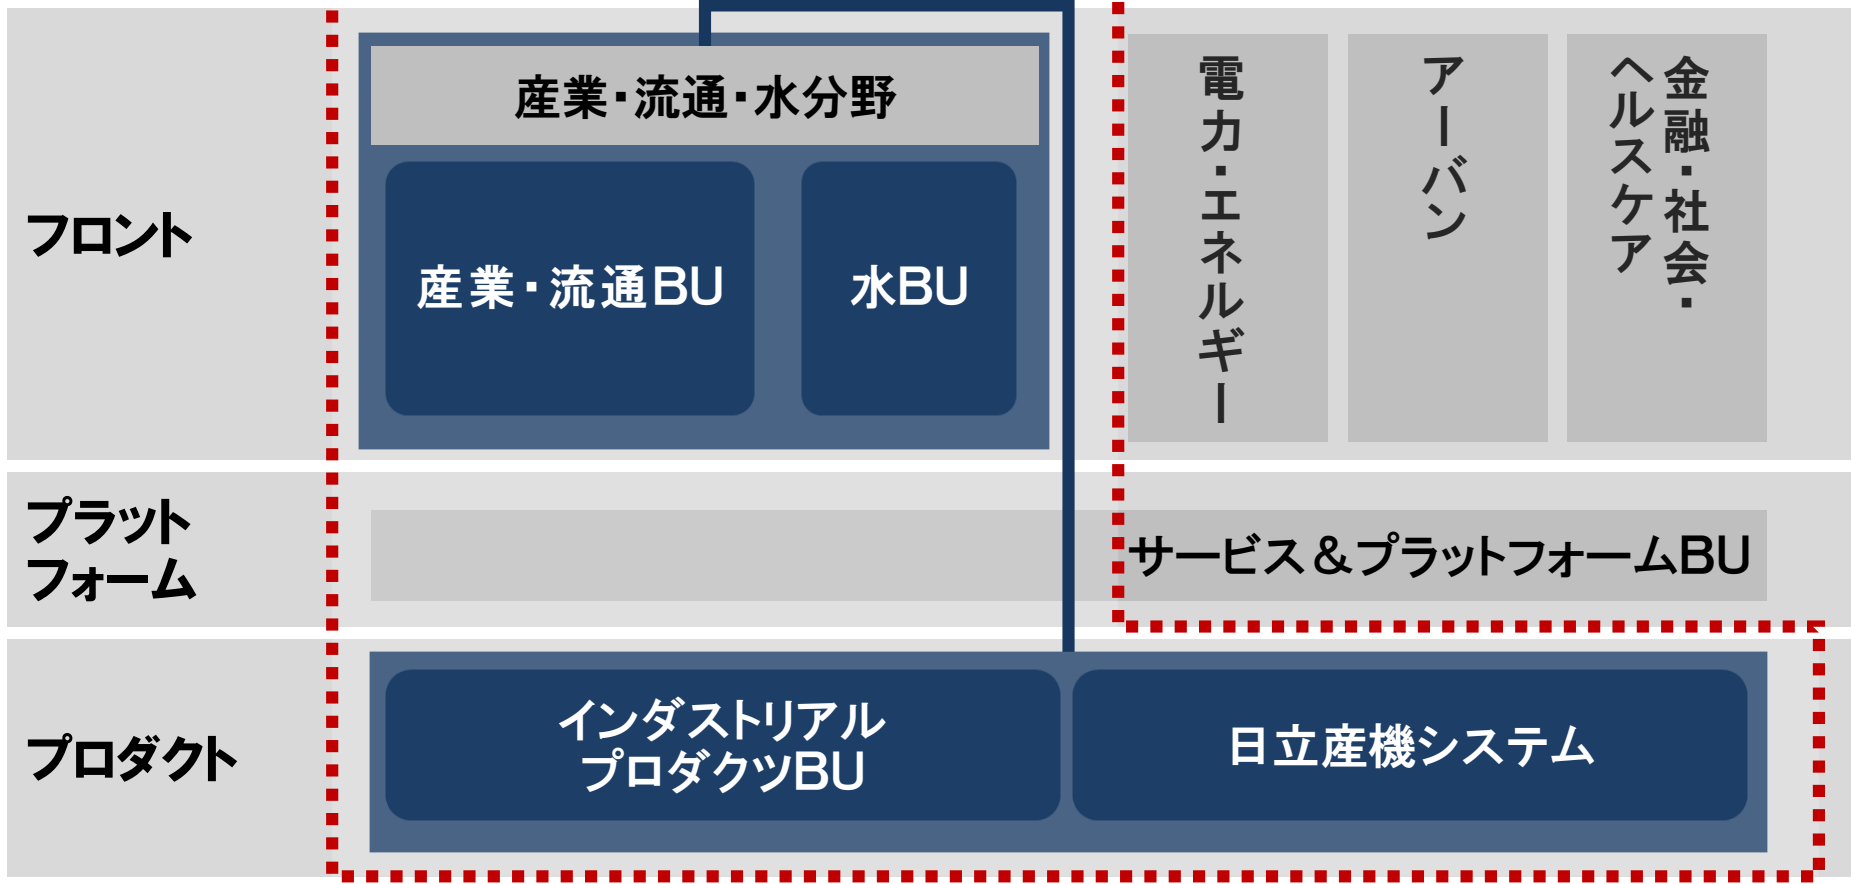 フロント
産業・流通・水分野
産業・流通BU
水BU
電力・エネルギー
アーバン
金融・社会・
ヘルスケア
プラット
フォーム
サービス&プラットフォームBU
プロダクト
インダストリアル
プロダクツBU
日立産機システム